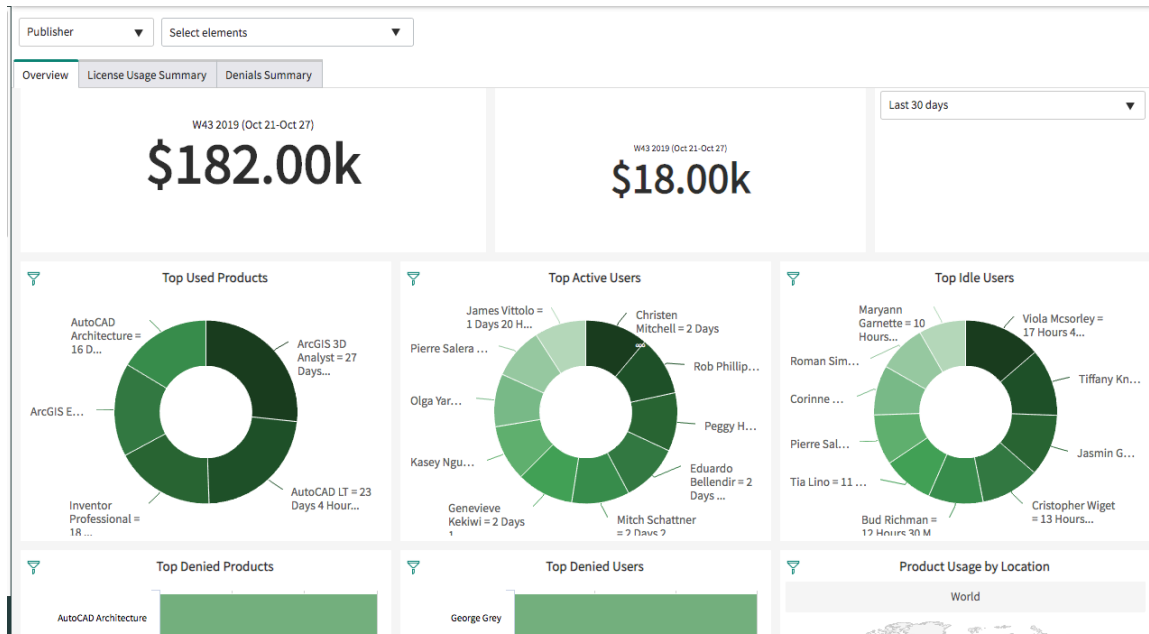 Publisher
Select elements
Overview
License Usage Summary
Denials Summary
W43 2019 (Oct 21-Oct 27)
$182.00k
W43 2019 (Oct 21-Oct 27)
$18.00k
Last 30 days
Top Used Products
AutoCAD
Architecture =
16 D...
ArcGIS 3D
Analyst = 27
Days...
ArcGIS E...
AutoCAD LT = 23
Days 4 Hour...
Inventor
Professional =
18 ...
Top Active Users
James Vittolo =
1 Days 20 H...
Christen
Mitchell = 2 Days
Pierre Salera ...
Rob Phillip...
Olga Yar...
Peggy H...
Kasey Ngu...
Eduardo
Bellendir = 2
Days ...
Genevieve
Kekiwi = 2 Days
1
Mitch Schattner
= 2 Days 2
Top Idle Users
Maryann
Garnette = 10
Hours...
Viola Mcsorley =
17 Hours 4...
Roman Sim...
Tiffany Kn...
Corinne ...
Pierre Sal...
Jasmin G...
Tia Lino = 11 ...
Cristopher Wiget
= 13 Hours...
Bud Richman =
12 Hours 30 M
Top Denied Products
AutoCAD Architecture
Top Denied Users
George Grey
Product Usage by Location
World